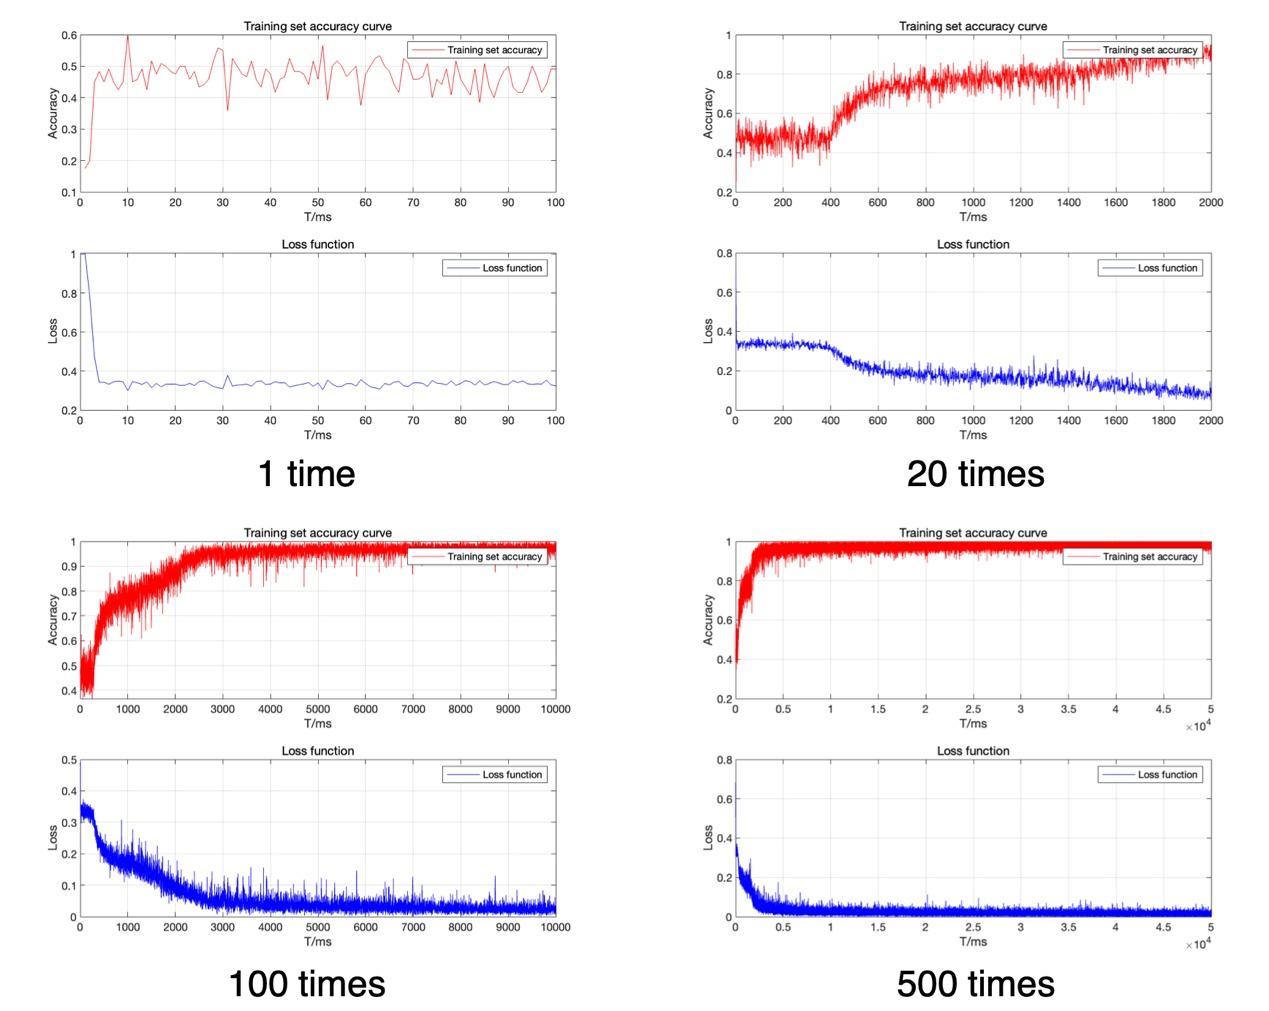 Training set accuracy curve
0.6
0.5
0.4
0.3
0.2
0.1
Accuracy
Training set accuracy
0 10 20 30 40 50 60 70 80 90 100
T/ms
Loss function
1
0.8
0.6
0.4
0.2
Loss
Loss function
0 10 20 30 40 50 60 70 80 90 100
T/ms
1 time
Training set accuracy curve
1
0.8
0.6
0.4
0.2
Accuracy
Training set accuracy
0 200 400 600 800 1000 1200 1400 1600 1800 2000
T/ms
Loss function
0.8
0.6
0.4
0.2
0
Loss
Loss function
0 200 400 600 800 1000 1200 1400 1600 1800 2000
T/ms
20 times
Training set accuracy curve
1
0.9
0.8
0.7
0.6
0.5
0.4
Accuracy
Training set accuracy
0 1000 2000 3000 4000 5000 6000 7000 8000 9000 10000
T/ms
Loss function
0.5
0.4
0.3
0.2
0.1
0
Loss
Loss function
0 1000 2000 3000 4000 5000 6000 7000 8000 9000 10000
T/ms
100 times
Training set accuracy curve
1
0.8
0.6
0.4
0.2
Accuracy
Training set accuracy
0 0.5 1 1.5 2 2.5 3 3.5 4 4.5 5
T/ms
×10⁴
Loss function
0.8
0.6
0.4
0.2
0
Loss
Loss function
0 0.5 1 1.5 2 2.5 3 3.5 4 4.5 5
T/ms
×10⁴
500 times